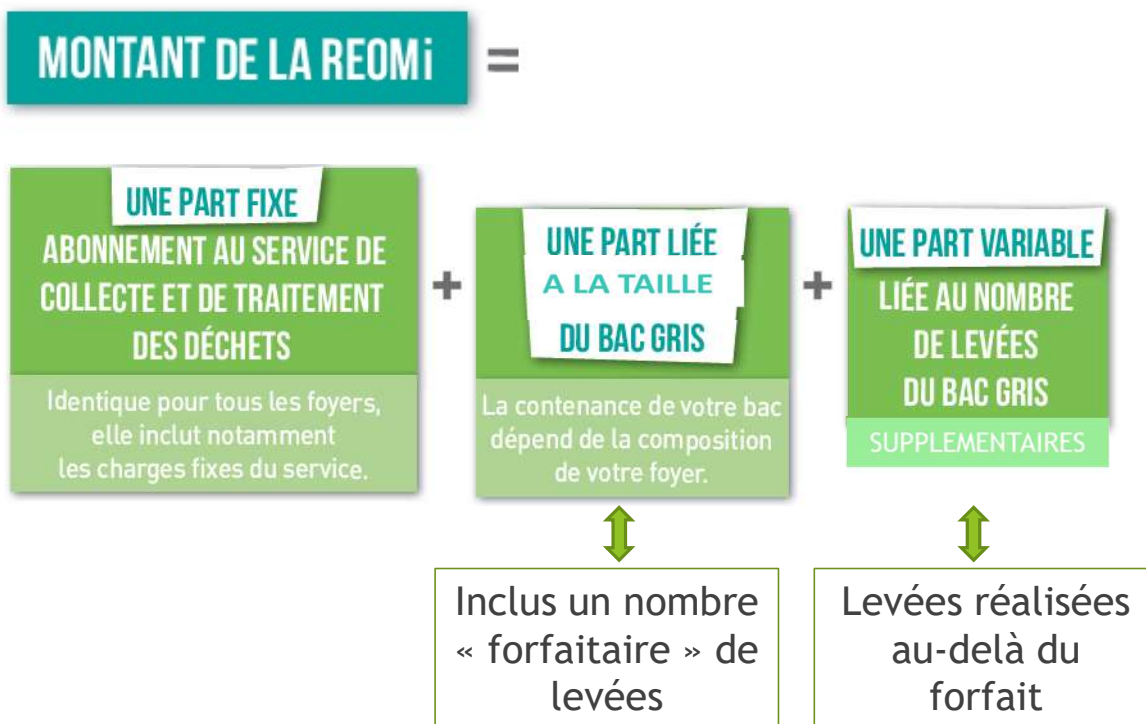 MONTANT DE LA REOMi =
UNE PART FIXE
ABONNEMENT AU SERVICE DE
COLLECTE ET DE TRAITEMENT
DES DÉCHETS
Identique pour tous les foyers,
elle inclut notamment
les charges fixes du service.
+
UNE PART LIÉE
A LA TAILLE
DU BAC GRIS
La contenance de votre bac
dépend de la composition
de votre foyer.
+
UNE PART VARIABLE
LIÉE AU NOMBRE
DE LEVÉES
DU BAC GRIS
SUPPLEMENTAIRES
Inclus un nombre
« forfaitaire » de
levées
Levées réalisées
au-delà du
forfait